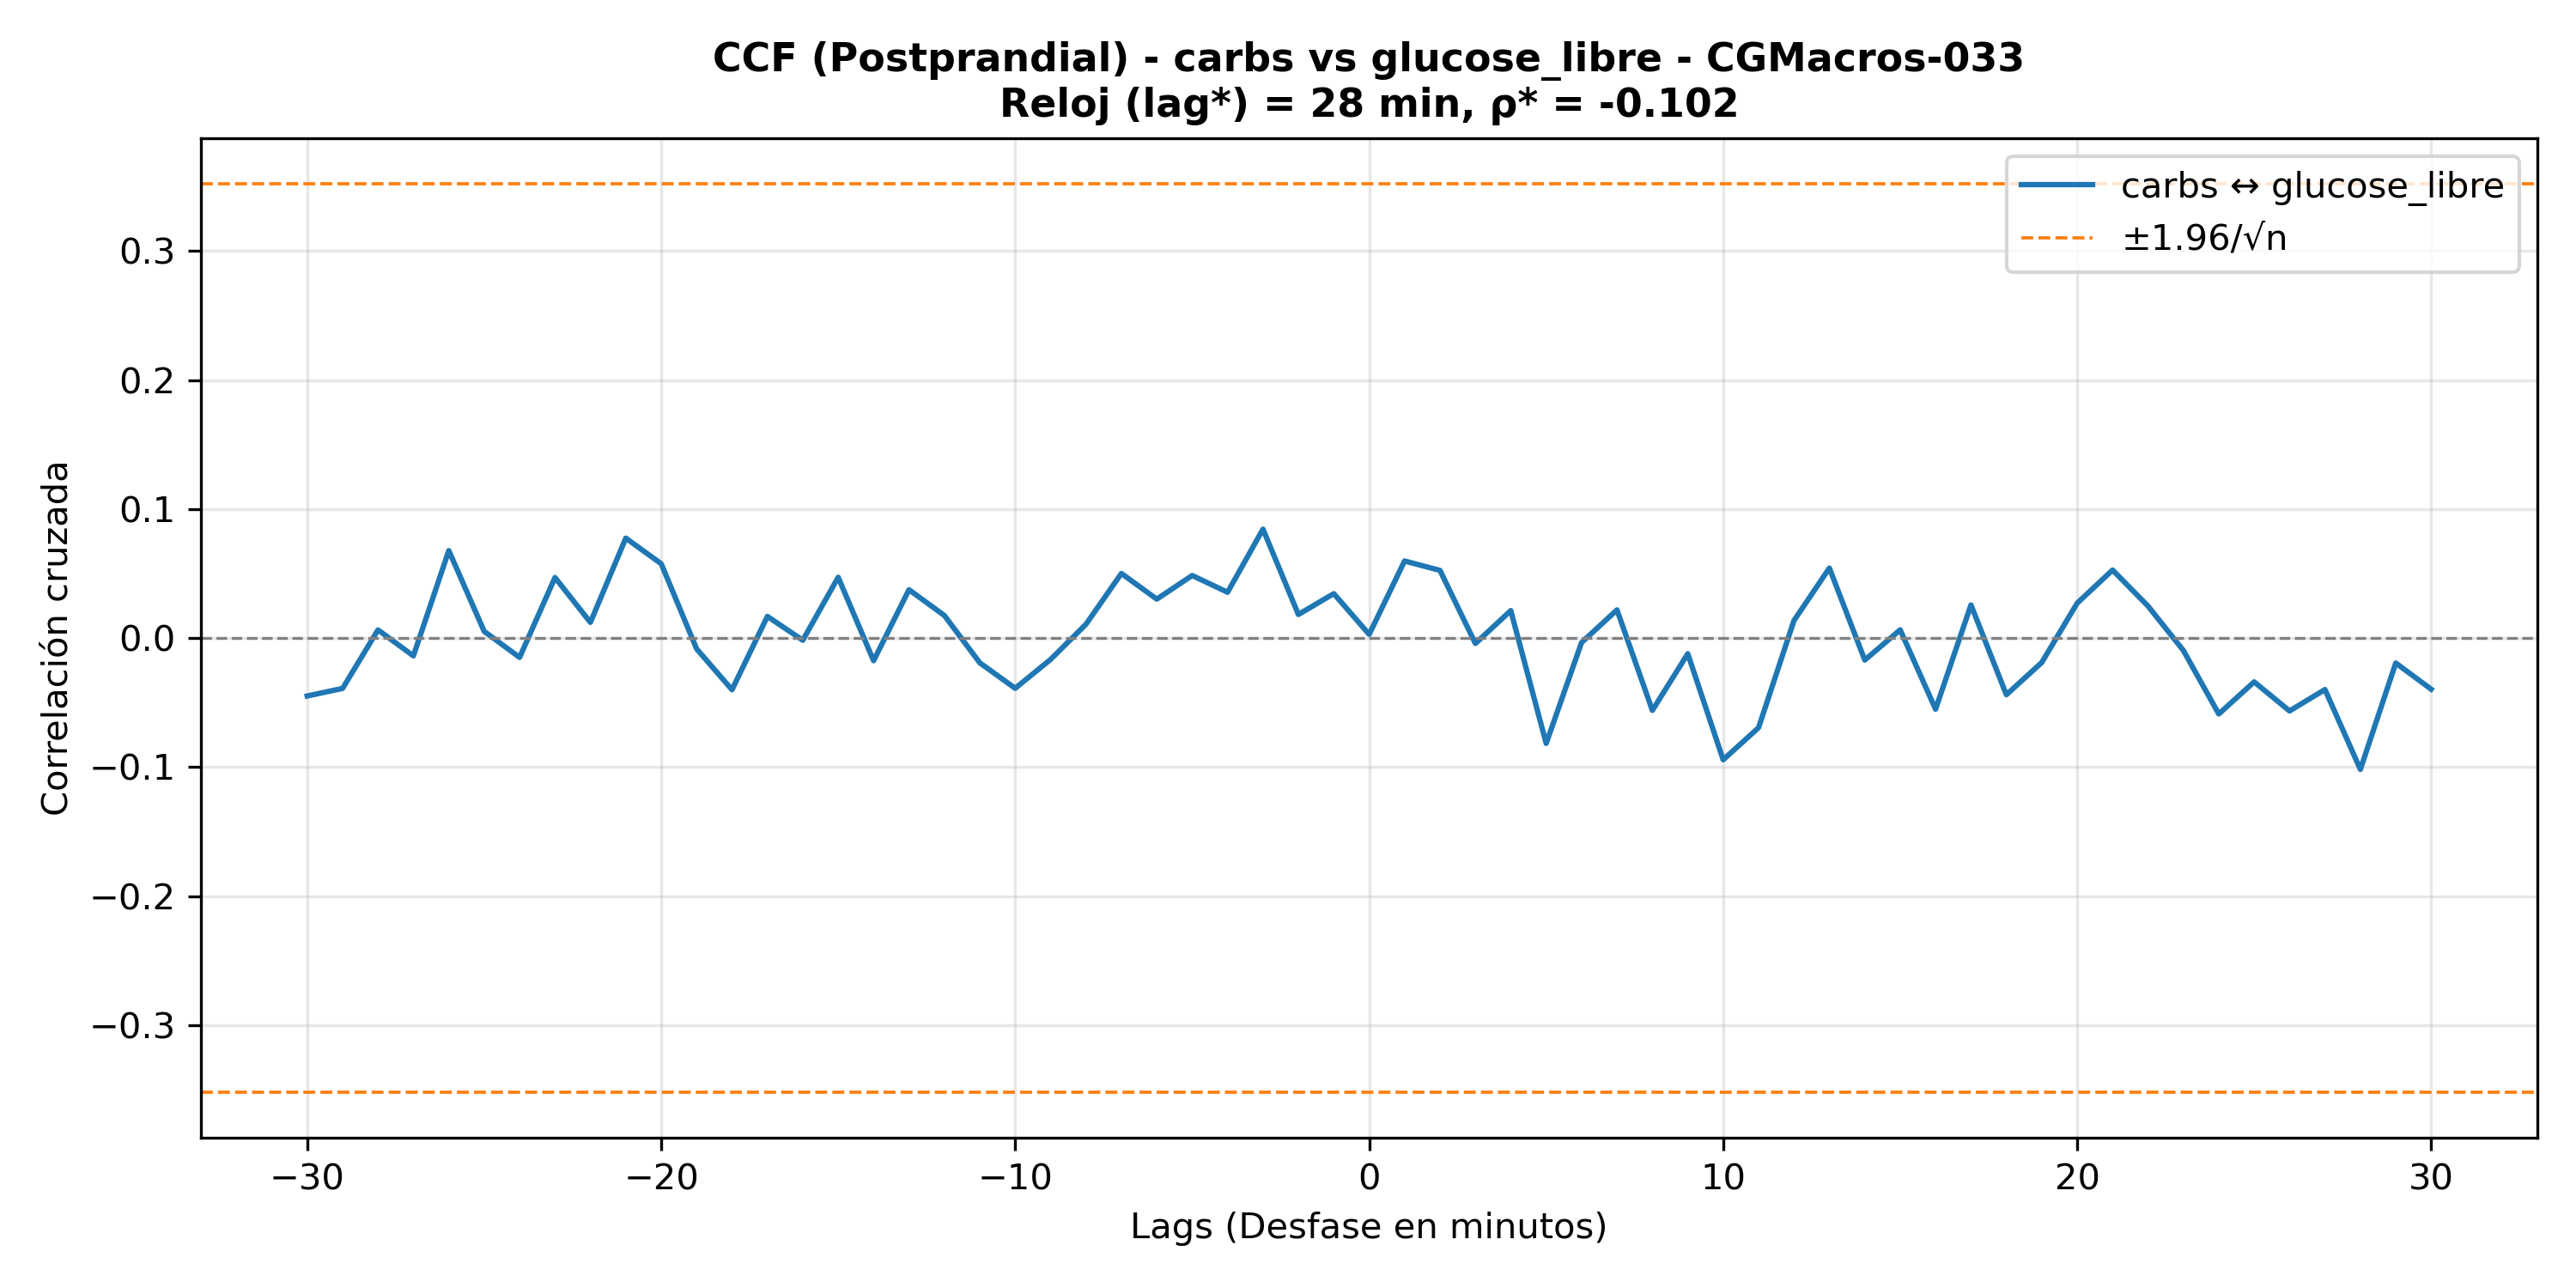 CCF (Postprandial) - carbs vs glucose_libre - CGMacros-033
Reloj (lag*) = 28 min, ρ* = -0.102
carbs ↔ glucose_libre
±1.96/√n
Correlación cruzada
0.3
0.2
0.1
0.0
−0.1
−0.2
−0.3
−30
−20
−10
0
10
20
30
Lags (Desfase en minutos)